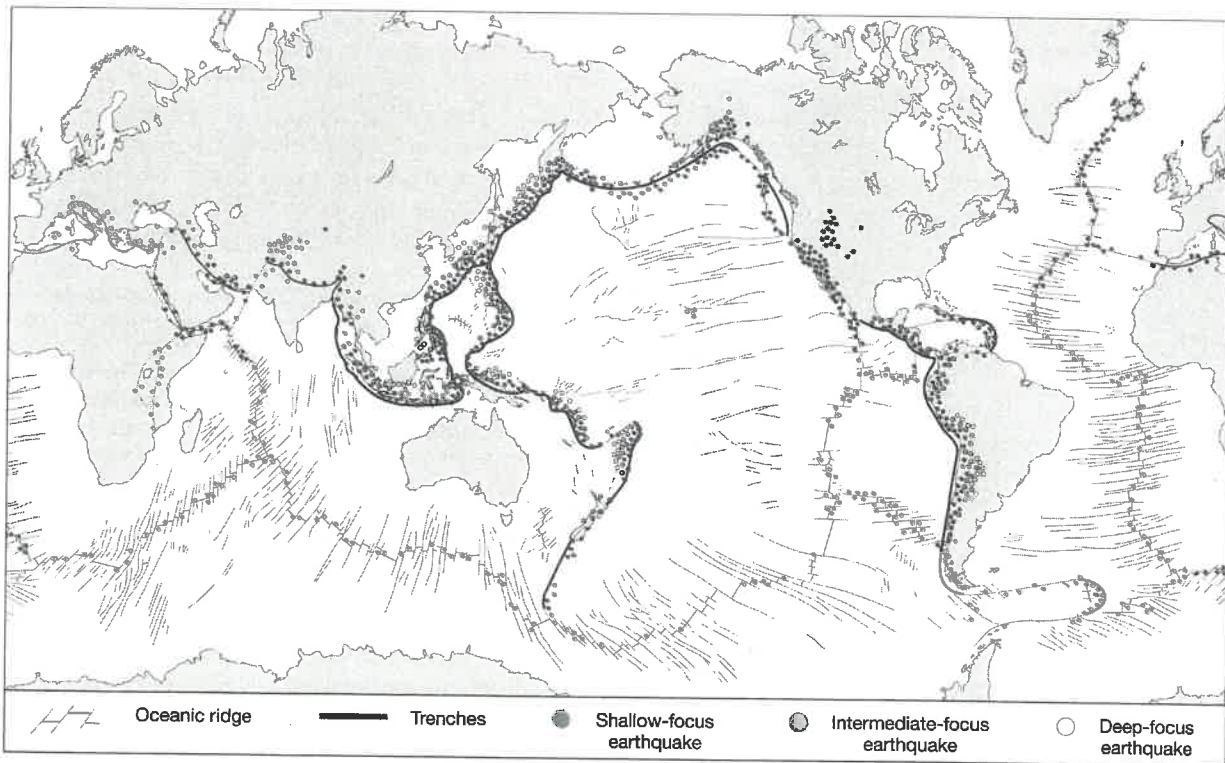 Oceanic ridge
Trenches
Shallow-focus
earthquake
Intermediate-focus
earthquake
Deep-focus
earthquake